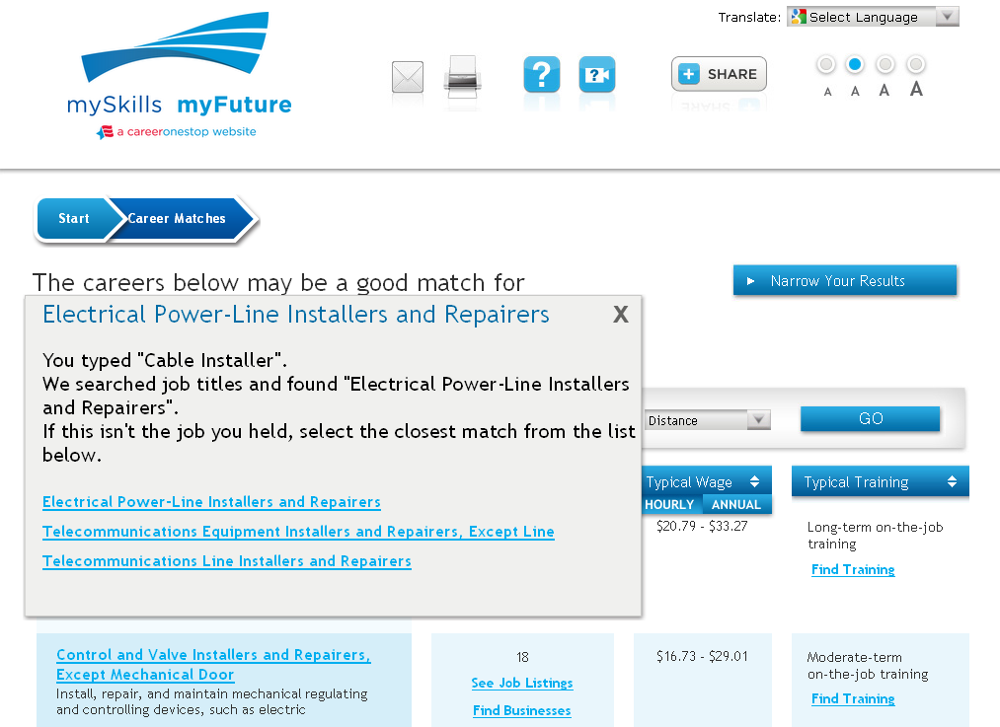 Translate: Select Language
mySkills myFuture
a careeronestop website
SHARE
A A A A
Start
Career Matches
The careers below may be a good match for
Narrow Your Results
Electrical Power-Line Installers and Repairers
X
You typed "Cable Installer".
We searched job titles and found "Electrical Power-Line Installers
and Repairers".
If this isn't the job you held, select the closest match from the list
below.
Electrical Power-Line Installers and Repairers
Telecommunications Equipment Installers and Repairers, Except Line
Telecommunications Line Installers and Repairers
Distance
GO
Typical Wage
HOURLY ANNUAL
Typical Training
$20.79 - $33.27
Long-term on-the-job
training
Find Training
Control and Valve Installers and Repairers,
Except Mechanical Door
Install, repair, and maintain mechanical regulating
and controlling devices, such as electric
18
See Job Listings
Find Businesses
$16.73 - $29.01
Moderate-term
on-the-job training
Find Training